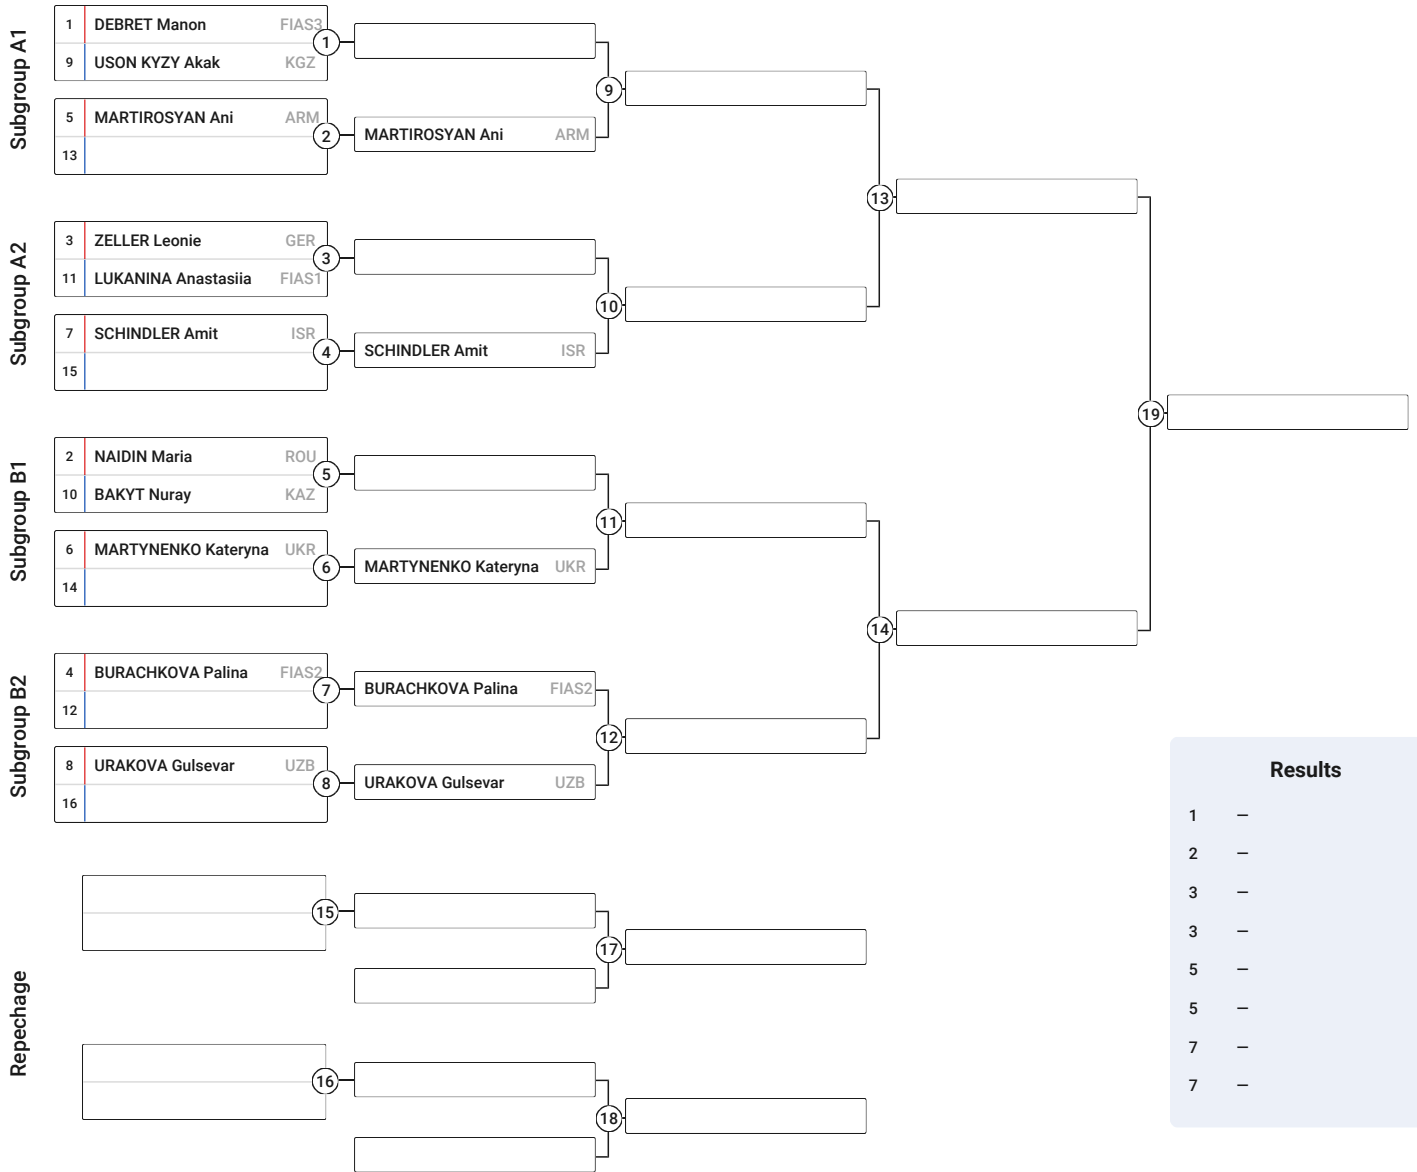 Subgroup A1
1 DEBRET Manon FIAS3
9 USON KYZY Akak KGZ
1
5 MARTIROSYAN Ani ARM
13
2
MARTIROSYAN Ani ARM
9
Subgroup A2
3 ZELLER Leonie GER
11 LUKANINA Anastasiia FIAS1
3
7 SCHINDLER Amit ISR
15
4
SCHINDLER Amit ISR
10
13
Subgroup B1
2 NAIDIN Maria ROU
10 BAKYT Nuray KAZ
5
6 MARTYNENKO Kateryna UKR
14
6
MARTYNENKO Kateryna UKR
11
Subgroup B2
4 BURACHKOVA Palina FIAS2
12
7
BURACHKOVA Palina FIAS2
8 URAKOVA Gulsevar UZB
16
8
URAKOVA Gulsevar UZB
12
14
19
Repechage
15
17
16
18
Results
1 –
2 –
3 –
3 –
5 –
5 –
7 –
7 –